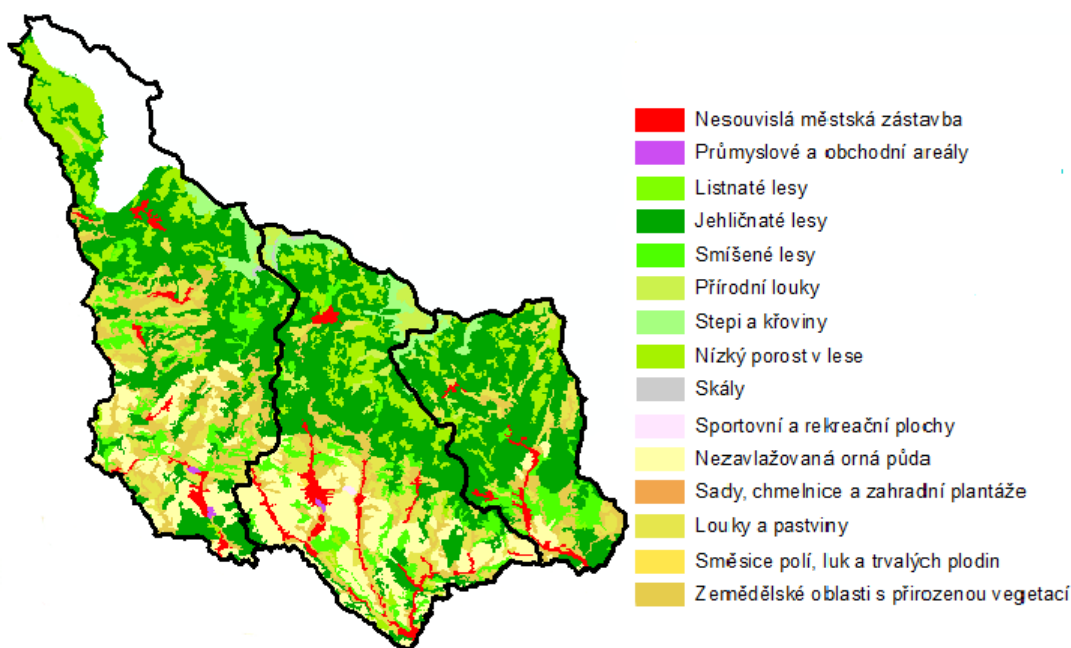 Nesouvislá městská zástavba
Průmyslové a obchodní areály
Listnaté lesy
Jehličnaté lesy
Smíšené lesy
Přírodní louky
Stepi a křoviny
Nízký porost v lese
Skály
Sportovní a rekreační plochy
Nezavlažovaná orná půda
Sady, chmelnice a zahradní plantáže
Louky a pastviny
Směsice polí, luk a trvalých plodin
Zemědělské oblasti s přirozenou vegetací